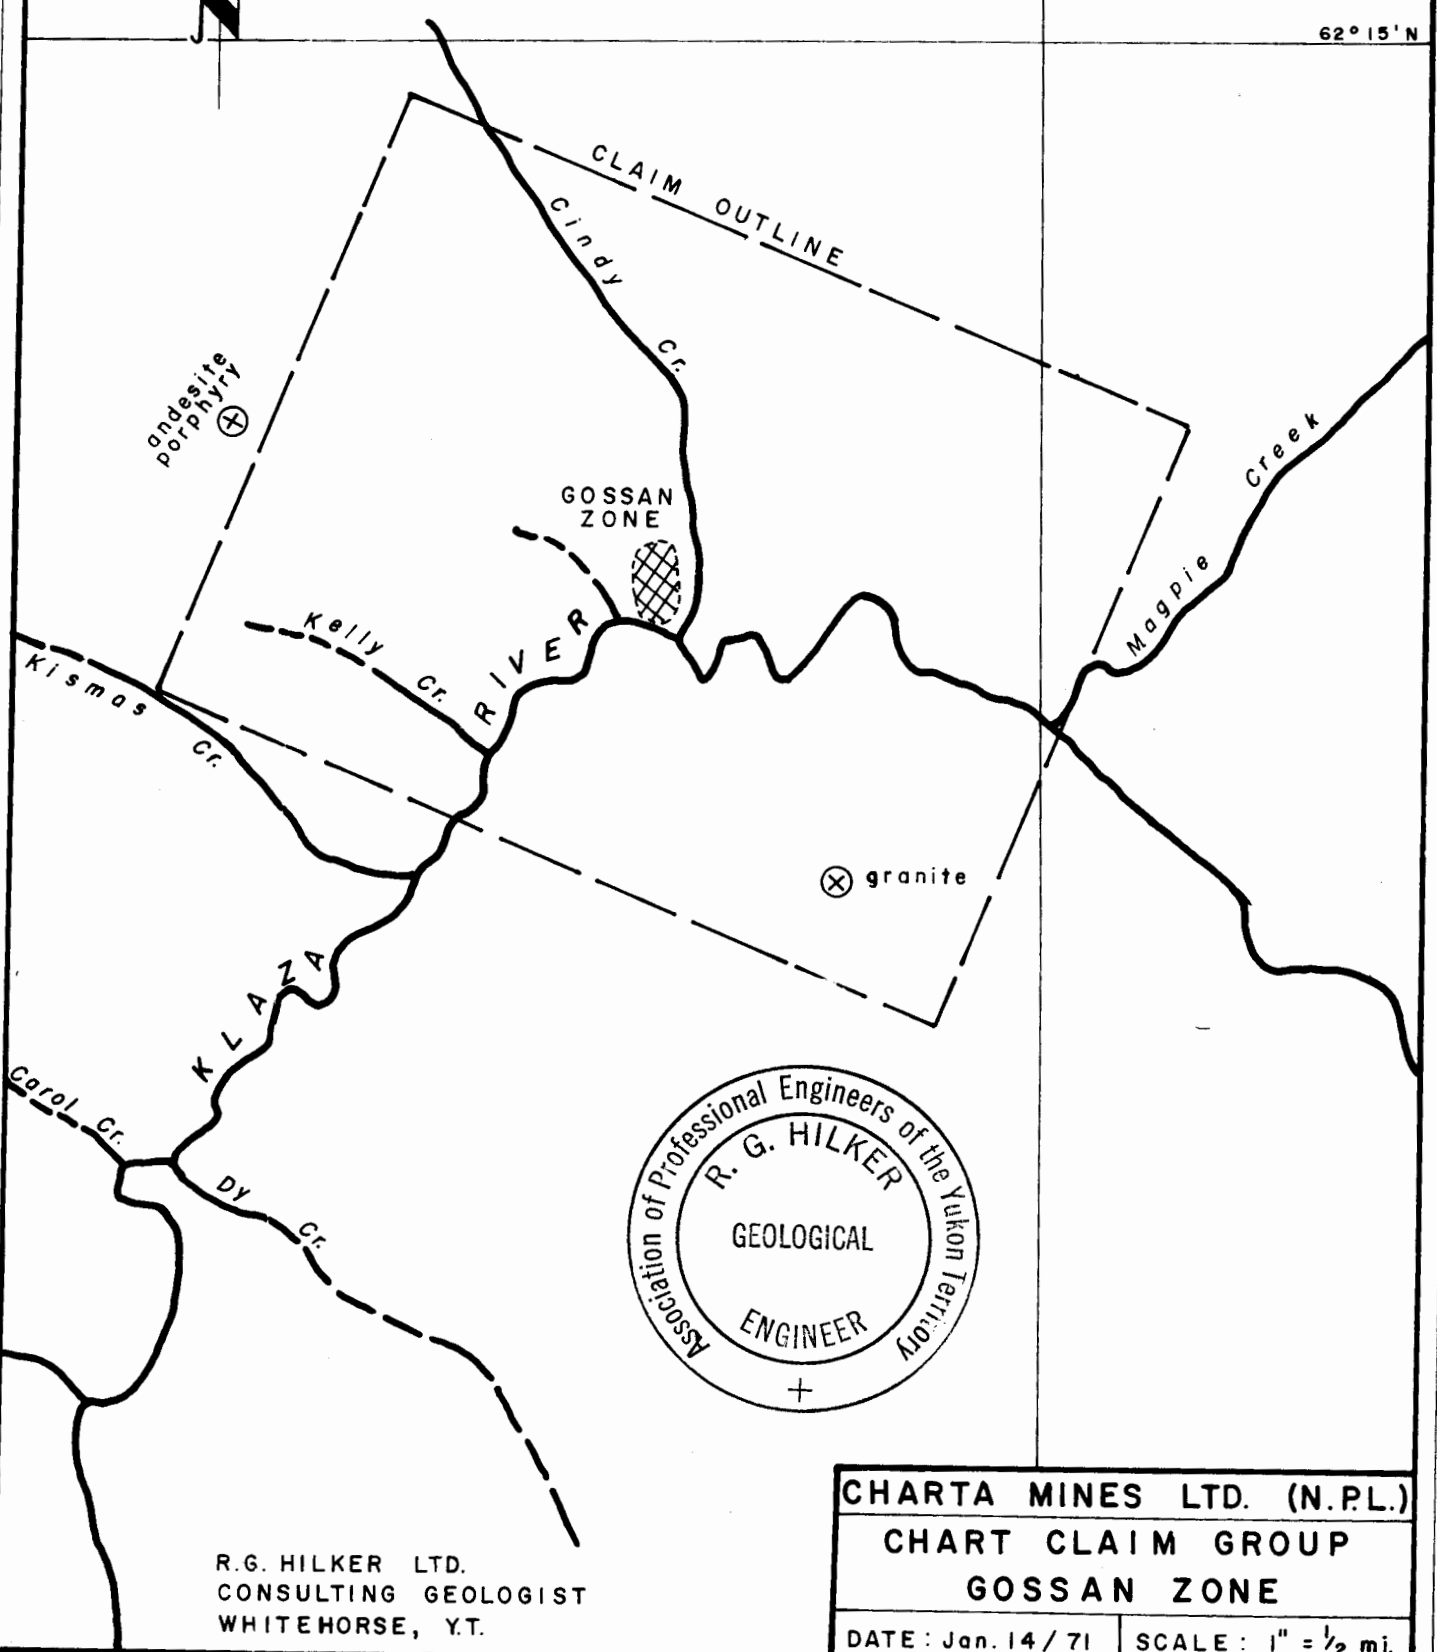 N
62° 15' N
CLAIM OUTLINE
Cindy Cr.
andesite
porphyry
GOSSAN
ZONE
Creek
Magpie
Kelly Cr.
RIVER
Kismas Cr.
granite
KLAZA
Carol Cr.
Dy Cr.
Association of Professional Engineers of the Yukon Territory
R. G. HILKER
GEOLOGICAL
ENGINEER
R.G. HILKER LTD.
CONSULTING GEOLOGIST
WHITEHORSE, Y.T.
CHARTA MINES LTD. (N.P.L.)
CHART CLAIM GROUP
GOSSAN ZONE
DATE : Jan. 14 / 71
SCALE : 1" = 1/2 mi.